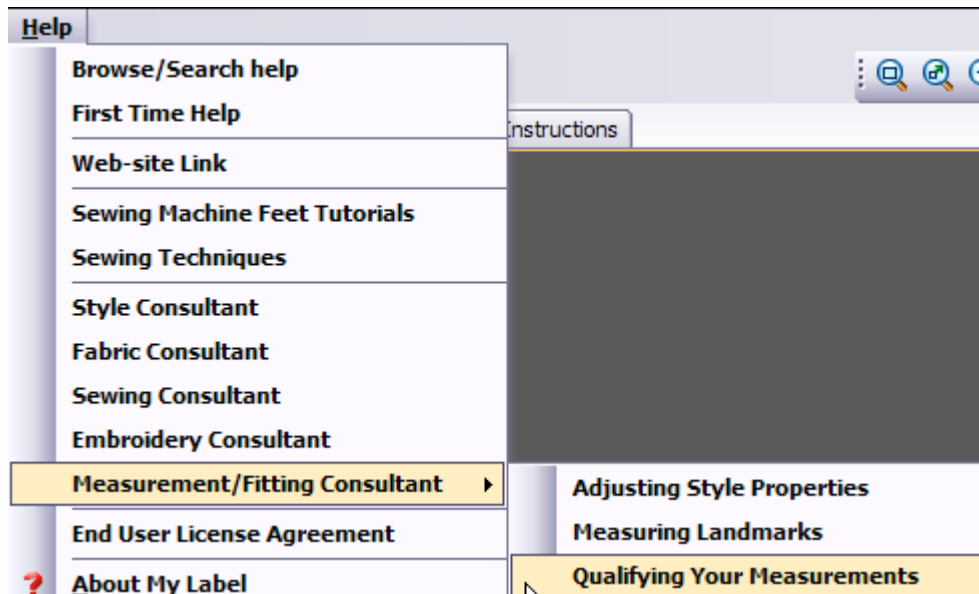 Help
Browse/Search help
First Time Help
Instructions
Web-site Link
Sewing Machine Feet Tutorials
Sewing Techniques
Style Consultant
Fabric Consultant
Sewing Consultant
Embroidery Consultant
Measurement/Fitting Consultant
Adjusting Style Properties
End User License Agreement
Measuring Landmarks
About My Label
Qualifying Your Measurements